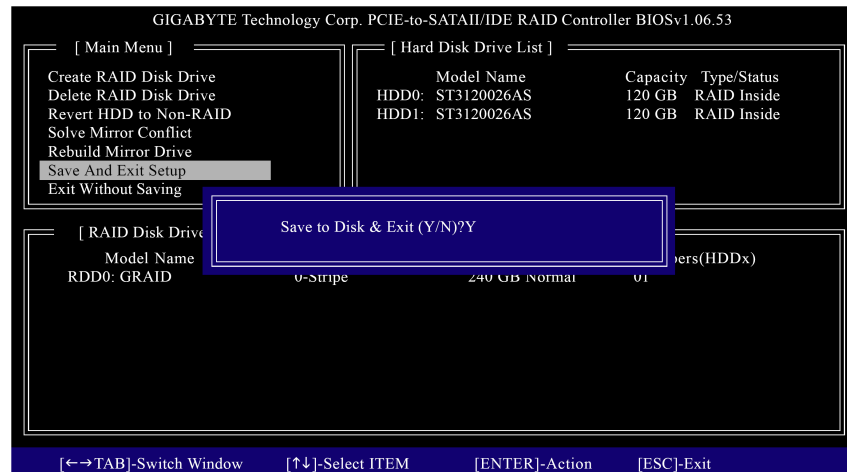 GIGABYTE Technology Corp. PCIE-to-SATAII/IDE RAID Controller BIOSv1.06.53
[ Main Menu ]
Create RAID Disk Drive
Delete RAID Disk Drive
Revert HDD to Non-RAID
Solve Mirror Conflict
Rebuild Mirror Drive
Save And Exit Setup
Exit Without Saving
[ Hard Disk Drive List ]
Model Name Capacity Type/Status
HDD0: ST3120026AS 120 GB RAID Inside
HDD1: ST3120026AS 120 GB RAID Inside
Save to Disk & Exit (Y/N)?Y
[ RAID Disk Drive
Model Name bers(HDDx)
RDD0: GRAID 0-Stripe 240 GB Normal 01
[←→TAB]-Switch Window [↑↓]-Select ITEM [ENTER]-Action [ESC]-Exit